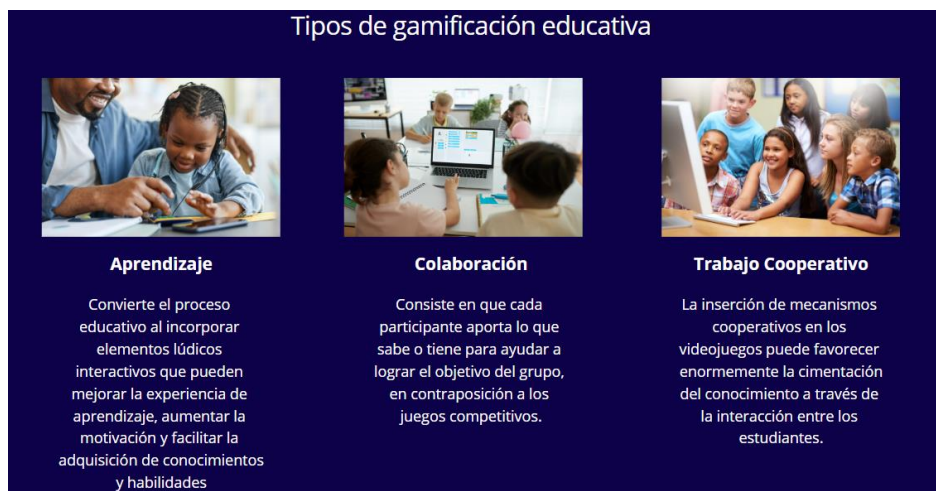 Tipos de gamificación educativa
Aprendizaje
Convierte el proceso
educativo al incorporar
elementos lúdicos
interactivos que pueden
mejorar la experiencia de
aprendizaje, aumentar la
motivación y facilitar la
adquisición de conocimientos
y habilidades
Colaboración
Consiste en que cada
participante aporta lo que
sabe o tiene para ayudar a
lograr el objetivo del grupo,
en contraposición a los
juegos competitivos.
Trabajo Cooperativo
La inserción de mecanismos
cooperativos en los
videojuegos puede favorecer
enormemente la cimentación
del conocimiento a través de
la interacción entre los
estudiantes.